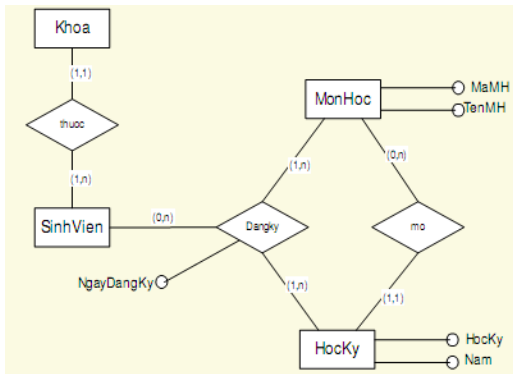 Khoa
(1,1)
thuoc
(1,n)
SinhVien
(0,n)
Dangky
NgayDangKy
MonHoc
MaMH
TenMH
(1,n)
(0,n)
mo
(1,n)
(1,1)
HocKy
HocKy
Nam